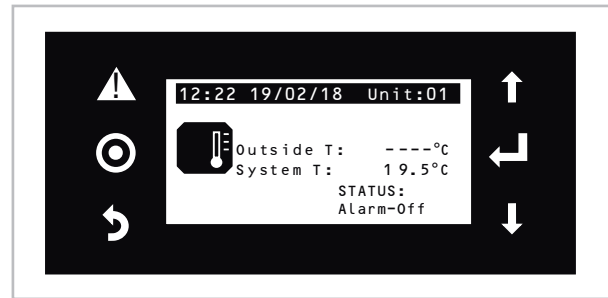 12:22 19/02/18 Unit:01
Outside T: ----°C
System T: 19.5°C
STATUS:
Alarm-Off